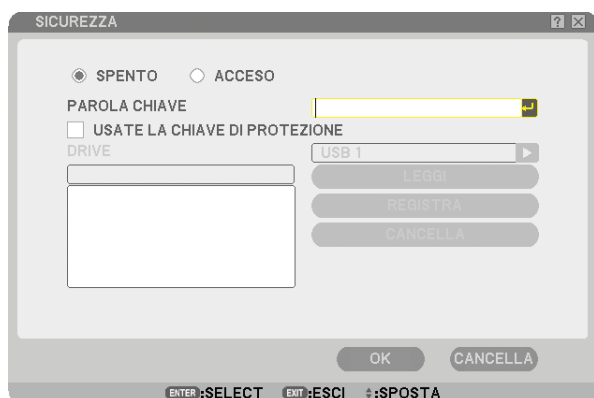 SICUREZZA
SPENTO ACCESO
PAROLA CHIAVE
USATE LA CHIAVE DI PROTEZIONE
DRIVE USB 1
LEGGI
REGISTRA
CANCELLA
OK CANCELLA
ENTER:SELECT EXIT:ESCI :SPOSTA